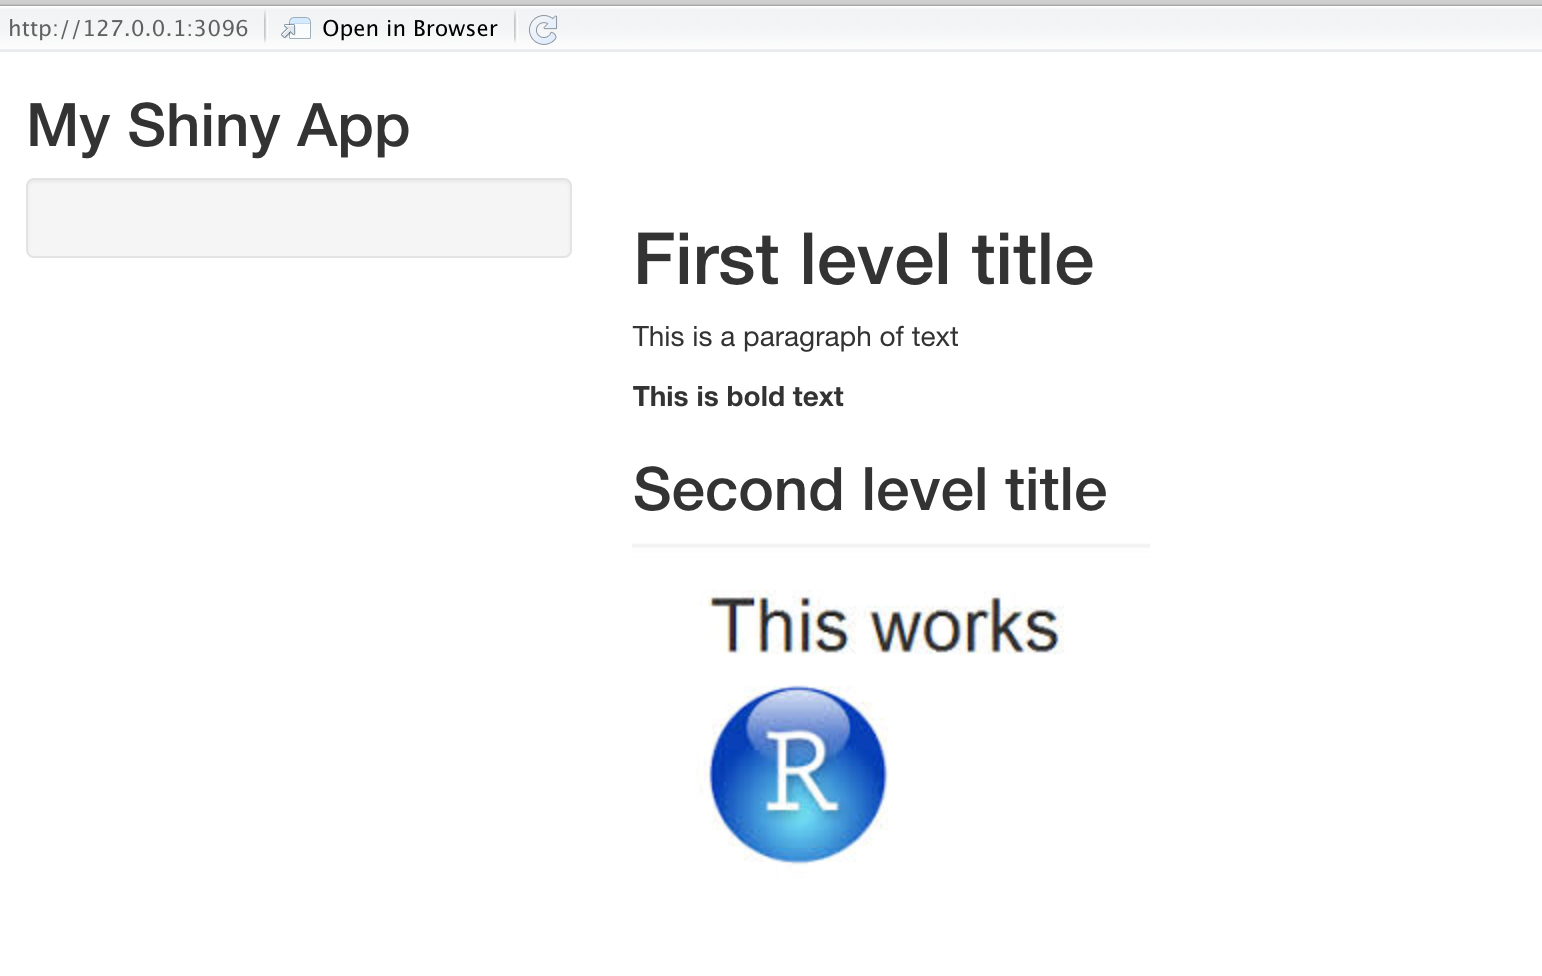 http://127.0.0.1:3096 Open in Browser
My Shiny App
First level title
This is a paragraph of text
This is bold text
Second level title
This works
R